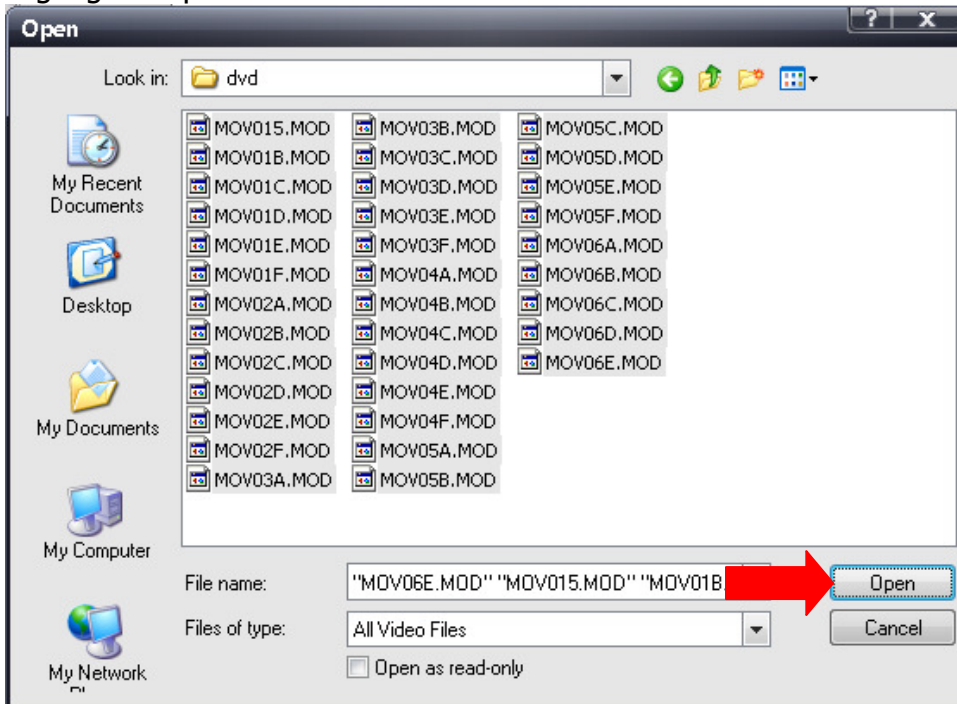 Open
Look in: dvd
My Recent
Documents
Desktop
My Documents
My Computer
My Network
MOV015.MOD
MOV01B.MOD
MOV01C.MOD
MOV01D.MOD
MOV01E.MOD
MOV01F.MOD
MOV02A.MOD
MOV02B.MOD
MOV02C.MOD
MOV02D.MOD
MOV02E.MOD
MOV02F.MOD
MOV03A.MOD
MOV03B.MOD
MOV03C.MOD
MOV03D.MOD
MOV03E.MOD
MOV03F.MOD
MOV04A.MOD
MOV04B.MOD
MOV04C.MOD
MOV04D.MOD
MOV04E.MOD
MOV04F.MOD
MOV05A.MOD
MOV05B.MOD
MOV05C.MOD
MOV05D.MOD
MOV05E.MOD
MOV05F.MOD
MOV06A.MOD
MOV06B.MOD
MOV06C.MOD
MOV06D.MOD
MOV06E.MOD
File name: "MOV06E.MOD" "MOV015.MOD" "MOV01B. Open
Files of type: All Video Files Cancel
Open as read-only